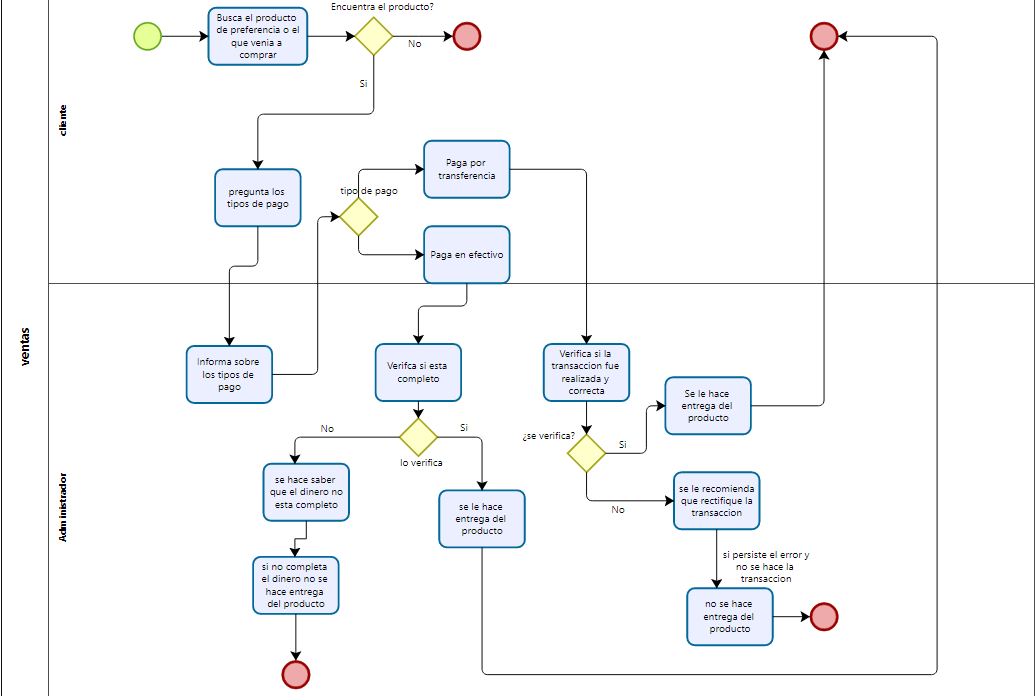 ventas
cliente
Encuentra el producto?
Busca el producto
de preferencia o el
que venia a
comprar
No
Si
pregunta los
tipos de pago
tipo de pago
Paga por
transferencia
Paga en efectivo
Administrador
Informa sobre
los tipos de
pago
Verifca si esta
completo
Verifica si la
transaccion fue
realizada y
correcta
Se le hace
entrega del
producto
No
Si
lo verifica
¿se verifica?
Si
No
se hace saber
que el dinero no
esta completo
se le hace
entrega del
producto
se le recomienda
que rectifique la
transaccion
si persiste el error y
no se hace la
transaccion
si no completa
el dinero no se
hace entrega
del producto
no se hace
entrega del
producto